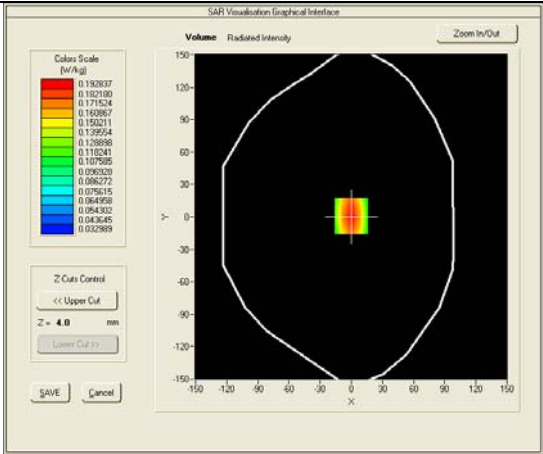 SAR Visualisation Graphical Interface
Volume Radiated Intensity
Zoom In/Out
Colors Scale
(W/kg)
0.192837
0.182180
0.171524
0.160867
0.150211
0.139554
0.128898
0.118241
0.107585
0.096928
0.086272
0.075615
0.064958
0.054302
0.043645
0.032989
Z Cuts Control
<< Upper Cut
Z = 4.0 mm
Lower Cut >>
SAVE Cancel
150
120
90
60
30
0
-30
-60
-90
-120
-150
Y
-150 -120 -90 -60 -30 0 30 60 90 120 150
X